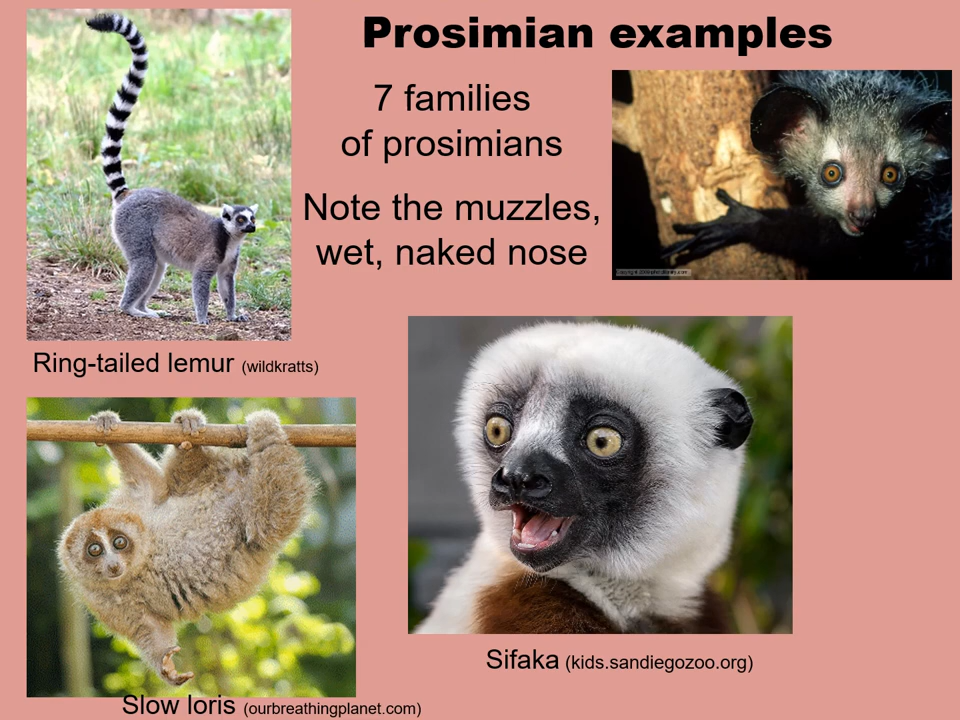 Prosimian examples
7 families
of prosimians
Note the muzzles,
wet, naked nose
Ring-tailed lemur (wildkratts)
Sifaka (kids.sandiegozoo.org)
Slow loris (ourbreathingplanet.com)